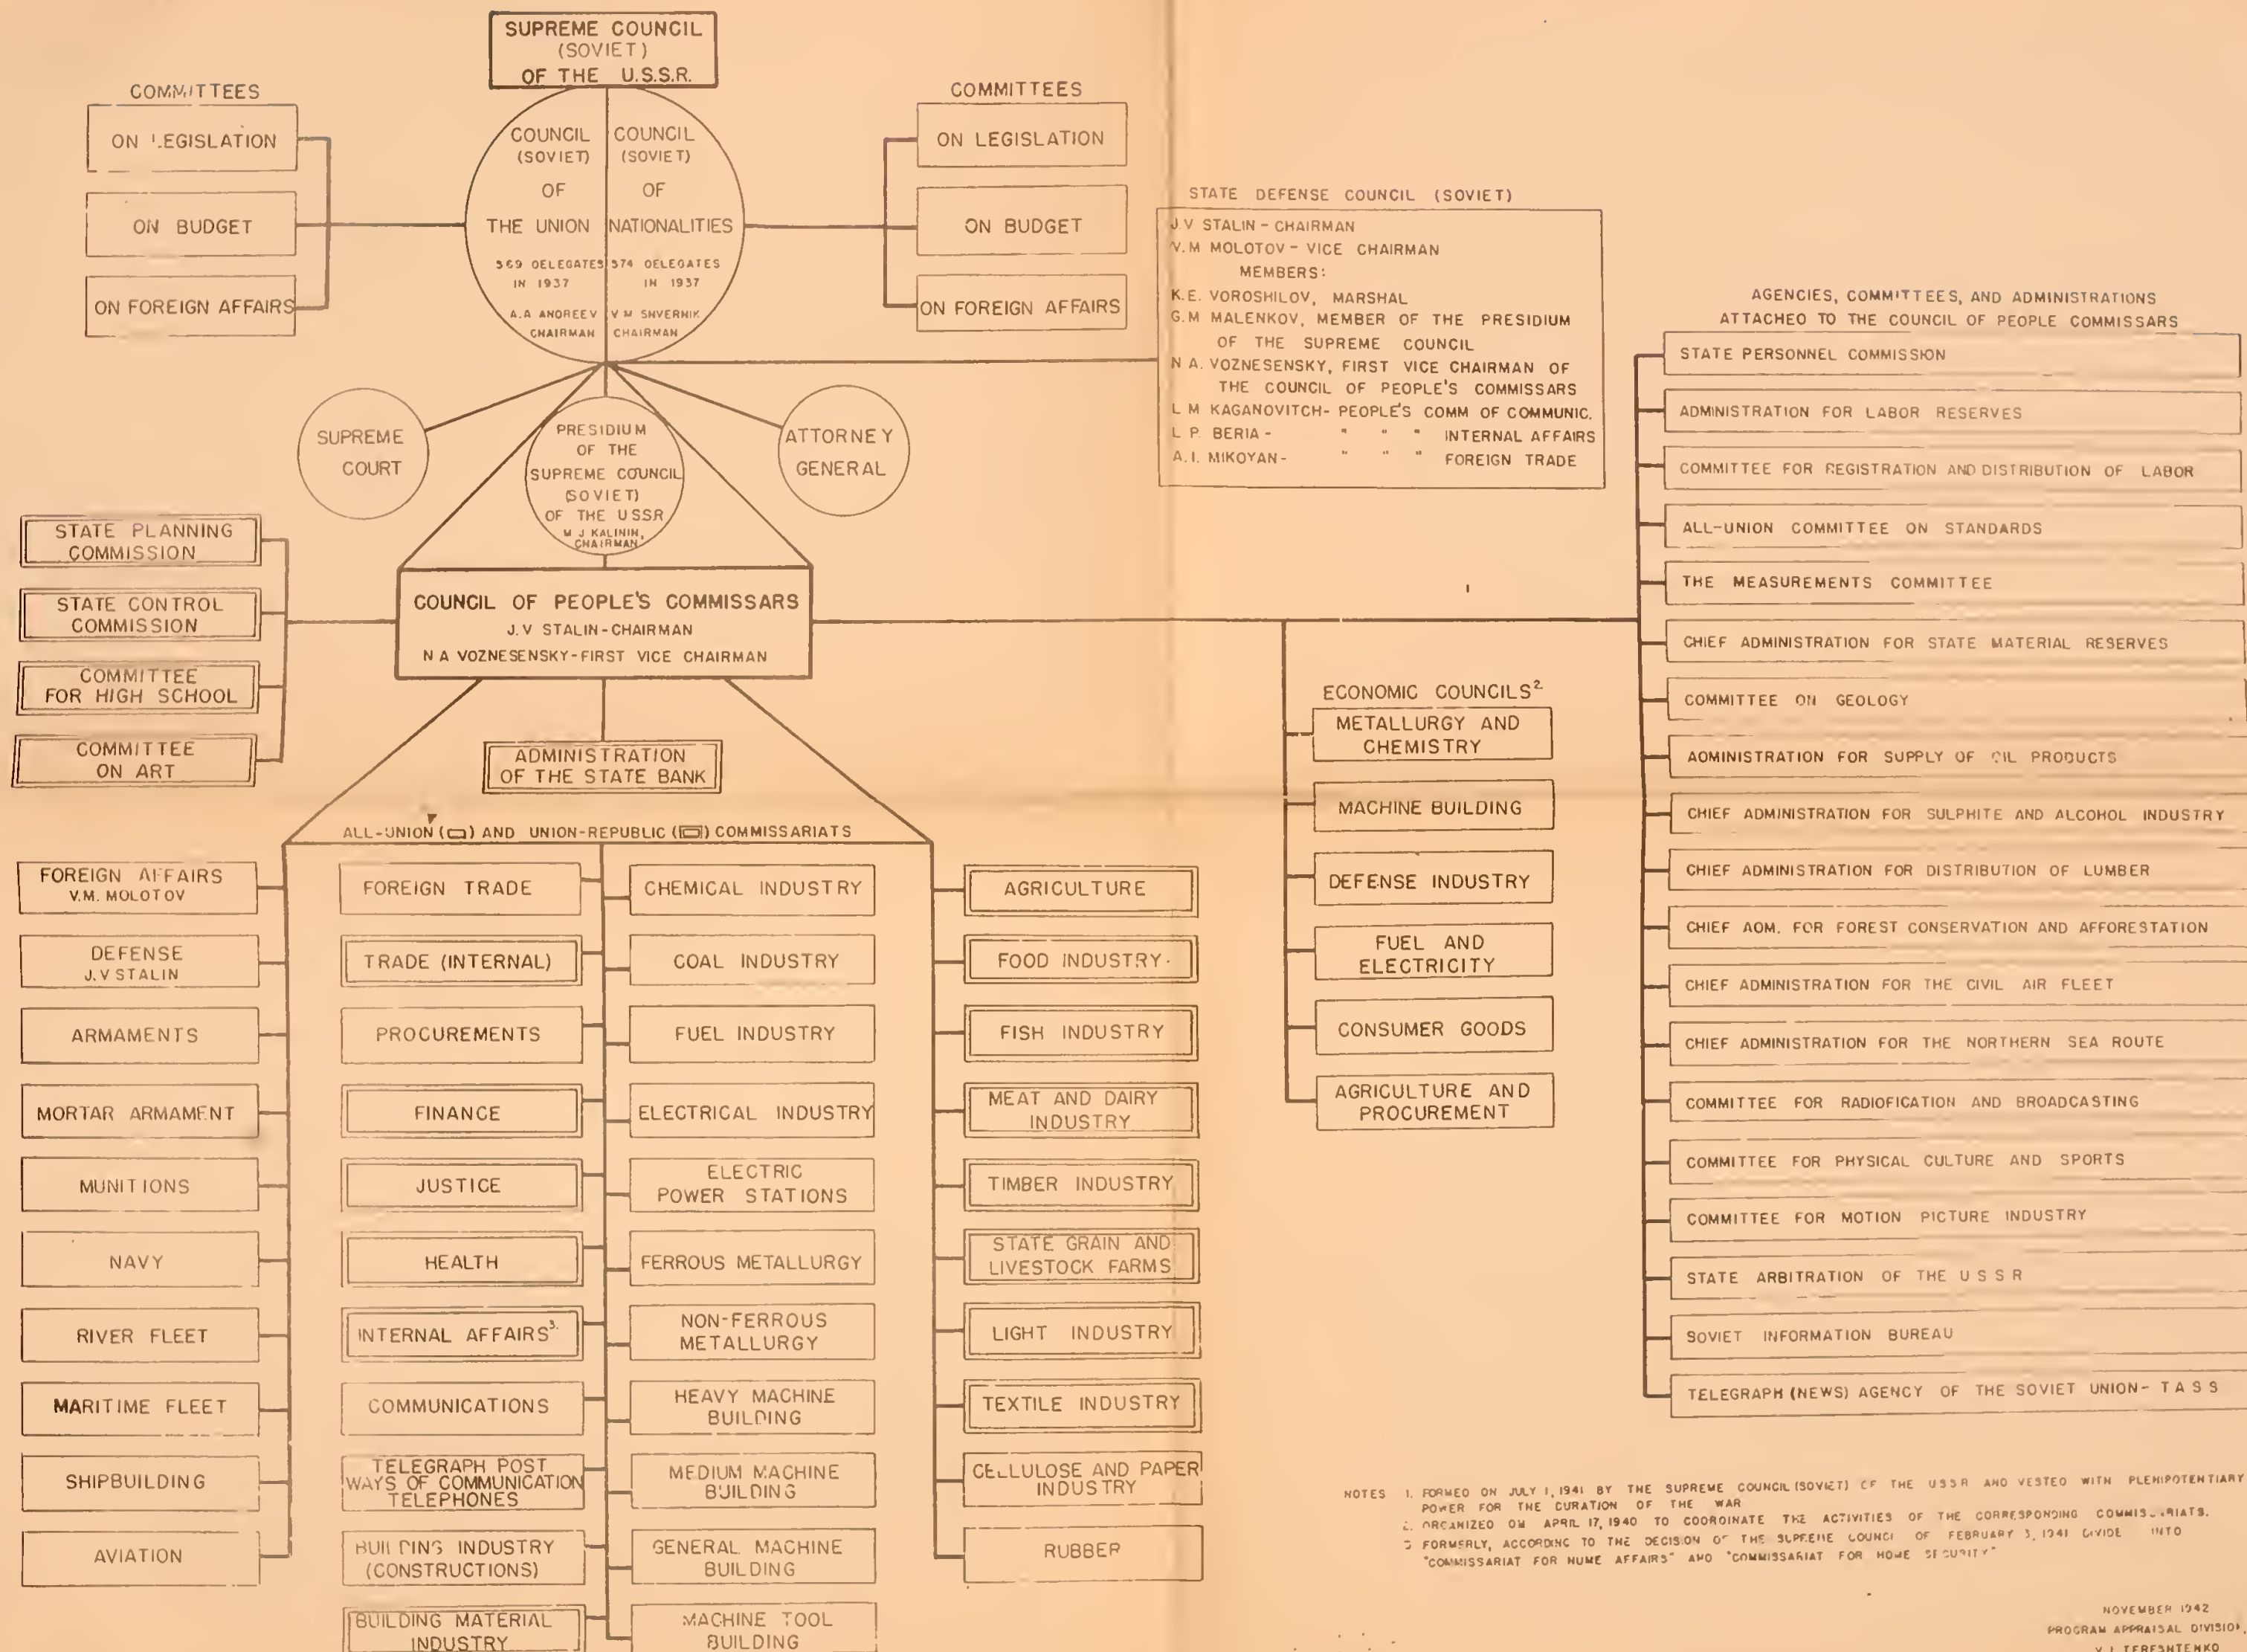 SUPREME COUNCIL
(SOVIET)
OF THE U.S.S.R.
COMMITTEES
ON LEGISLATION
ON BUDGET
ON FOREIGN AFFAIRS
COUNCIL
(SOVIET)
OF
THE UNION
569 DELEGATES
IN 1937
A.A ANDREEV
CHAIRMAN
COUNCIL
(SOVIET)
OF
NATIONALITIES
574 DELEGATES
IN 1937
V M SHVERNIK
CHAIRMAN
COMMITTEES
ON LEGISLATION
ON BUDGET
ON FOREIGN AFFAIRS
STATE DEFENSE COUNCIL (SOVIET)
J.V STALIN - CHAIRMAN
V.M MOLOTOV - VICE CHAIRMAN
MEMBERS:
K.E. VOROSHILOV, MARSHAL
G.M MALENKOV, MEMBER OF THE PRESIDIUM
OF THE SUPREME COUNCIL
N A. VOZNESENSKY, FIRST VICE CHAIRMAN OF
THE COUNCIL OF PEOPLE'S COMMISSARS
L M KAGANOVITCH- PEOPLE'S COMM OF COMMUNIC.
L P. BERIA - " " " INTERNAL AFFAIRS
A.I. MIKOYAN- " " " FOREIGN TRADE
SUPREME
COURT
PRESIDIUM
OF THE
SUPREME COUNCIL
(SOVIET)
OF THE USSR
M J KALININ,
CHAIRMAN
ATTORNEY
GENERAL
STATE PLANNING
COMMISSION
STATE CONTROL
COMMISSION
COMMITTEE
FOR HIGH SCHOOL
COMMITTEE
ON ART
COUNCIL OF PEOPLE'S COMMISSARS
J.V STALIN-CHAIRMAN
N A VOZNESENSKY-FIRST VICE CHAIRMAN
ADMINISTRATION
OF THE STATE BANK
ALL-UNION ( ) AND UNION-REPUBLIC ( ) COMMISSARIATS
FOREIGN AFFAIRS
V.M. MOLOTOV
DEFENSE
J.V STALIN
ARMAMENTS
MORTAR ARMAMENT
MUNITIONS
NAVY
RIVER FLEET
MARITIME FLEET
SHIPBUILDING
AVIATION
FOREIGN TRADE
TRADE (INTERNAL)
PROCUREMENTS
FINANCE
JUSTICE
HEALTH
INTERNAL AFFAIRS3.
COMMUNICATIONS
TELEGRAPH POST
WAYS OF COMMUNICATION
TELEPHONES
BUILDING INDUSTRY
(CONSTRUCTIONS)
BUILDING MATERIAL
INDUSTRY
CHEMICAL INDUSTRY
COAL INDUSTRY
FUEL INDUSTRY
ELECTRICAL INDUSTRY
ELECTRIC
POWER STATIONS
FERROUS METALLURGY
NON-FERROUS
METALLURGY
HEAVY MACHINE
BUILDING
MEDIUM MACHINE
BUILDING
GENERAL MACHINE
BUILDING
MACHINE TOOL
BUILDING
AGRICULTURE
FOOD INDUSTRY
FISH INDUSTRY
MEAT AND DAIRY
INDUSTRY
TIMBER INDUSTRY
STATE GRAIN AND
LIVESTOCK FARMS
LIGHT INDUSTRY
TEXTILE INDUSTRY
CELLULOSE AND PAPER
INDUSTRY
RUBBER
ECONOMIC COUNCILS2.
METALLURGY AND
CHEMISTRY
MACHINE BUILDING
DEFENSE INDUSTRY
FUEL AND
ELECTRICITY
CONSUMER GOODS
AGRICULTURE AND
PROCUREMENT
AGENCIES, COMMITTEES, AND ADMINISTRATIONS
ATTACHED TO THE COUNCIL OF PEOPLE COMMISSARS
STATE PERSONNEL COMMISSION
ADMINISTRATION FOR LABOR RESERVES
COMMITTEE FOR REGISTRATION AND DISTRIBUTION OF LABOR
ALL-UNION COMMITTEE ON STANDARDS
THE MEASUREMENTS COMMITTEE
CHIEF ADMINISTRATION FOR STATE MATERIAL RESERVES
COMMITTEE ON GEOLOGY
ADMINISTRATION FOR SUPPLY OF OIL PRODUCTS
CHIEF ADMINISTRATION FOR SULPHITE AND ALCOHOL INDUSTRY
CHIEF ADMINISTRATION FOR DISTRIBUTION OF LUMBER
CHIEF ADM. FOR FOREST CONSERVATION AND AFFORESTATION
CHIEF ADMINISTRATION FOR THE CIVIL AIR FLEET
CHIEF ADMINISTRATION FOR THE NORTHERN SEA ROUTE
COMMITTEE FOR RADIOFICATION AND BROADCASTING
COMMITTEE FOR PHYSICAL CULTURE AND SPORTS
COMMITTEE FOR MOTION PICTURE INDUSTRY
STATE ARBITRATION OF THE U S S R
SOVIET INFORMATION BUREAU
TELEGRAPH (NEWS) AGENCY OF THE SOVIET UNION- T A S S
NOTES 1. FORMED ON JULY 1, 1941 BY THE SUPREME COUNCIL (SOVIET) OF THE USSR AND VESTED WITH PLENIPOTENTIARY
POWER FOR THE DURATION OF THE WAR
2. ORGANIZED ON APRIL 17, 1940 TO COORDINATE THE ACTIVITIES OF THE CORRESPONDING COMMISSARIATS.
3 FORMERLY, ACCORDING TO THE DECISION OF THE SUPREME COUNCI OF FEBRUARY 3, 1941 DIVIDE INTO
"COMMISSARIAT FOR HOME AFFAIRS" AND "COMMISSARIAT FOR HOME SECURITY"
NOVEMBER 1942
PROGRAM APPRAISAL DIVISION,
V.J. TERESHTENKO